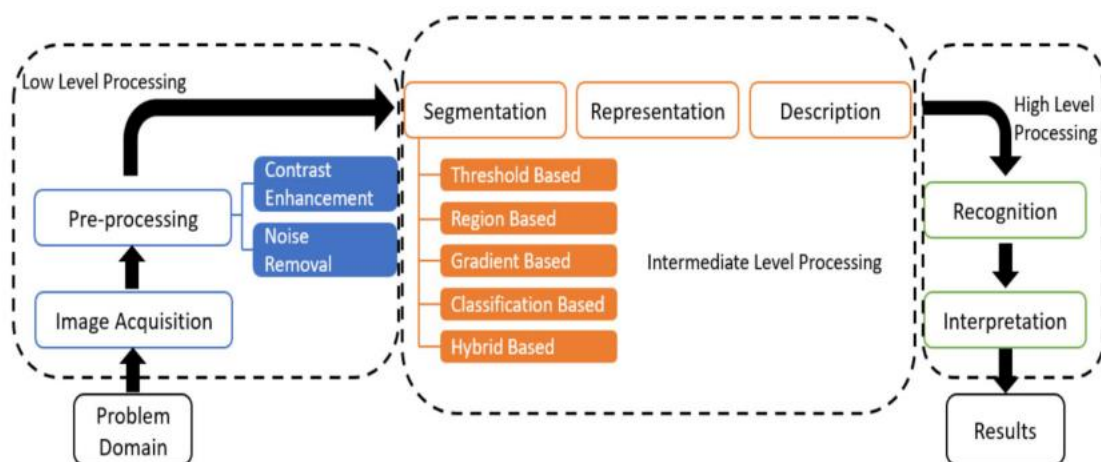 Low Level Processing
Pre-processing
Contrast
Enhancement
Noise
Removal
Image Acquisition
Problem
Domain
Segmentation
Representation
Description
Threshold Based
Region Based
Gradient Based
Classification Based
Hybrid Based
Intermediate Level Processing
High Level
Processing
Recognition
Interpretation
Results